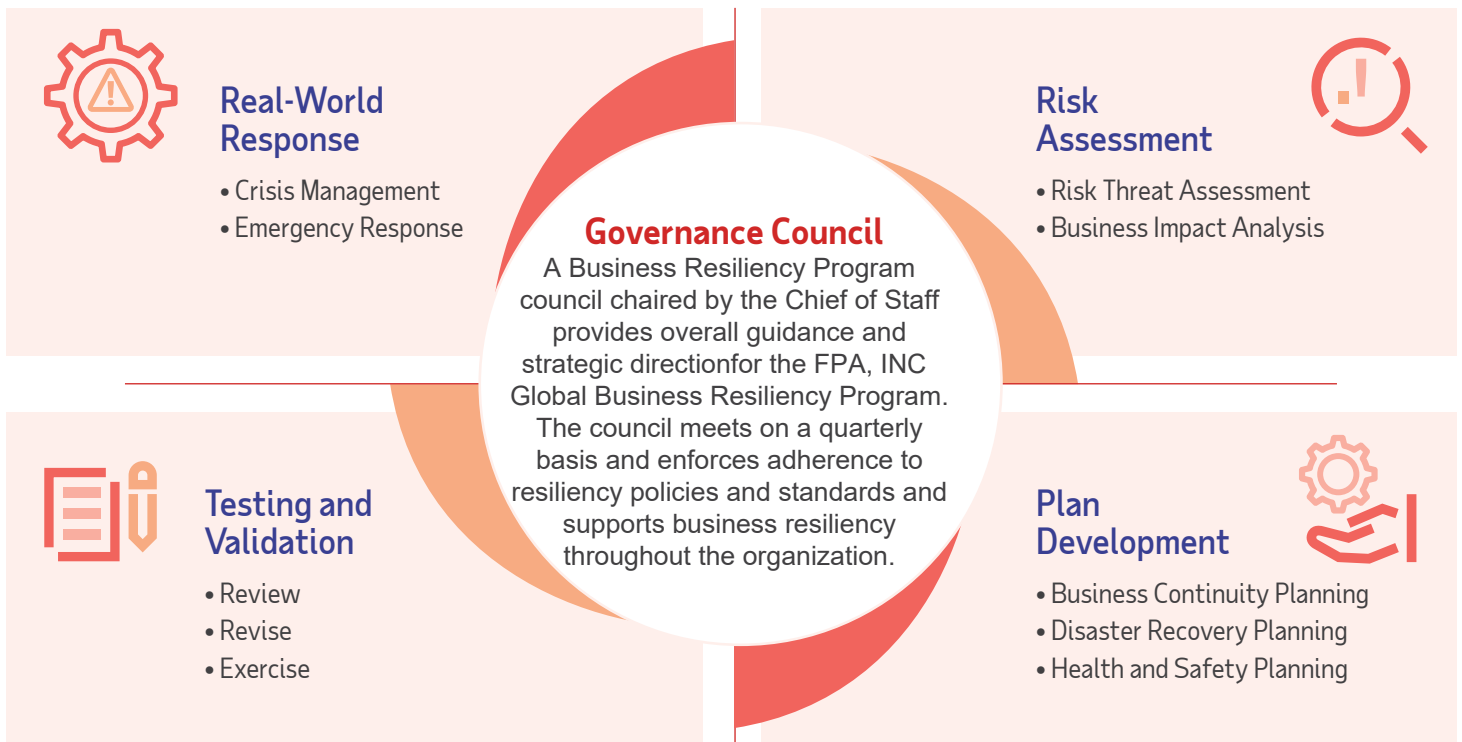 Real-World
Response
• Crisis Management
• Emergency Response
Risk
Assessment
• Risk Threat Assessment
• Business Impact Analysis
Governance Council
A Business Resiliency Program
council chaired by the Chief of Staff
provides overall guidance and
strategic directionfor the FPA, INC
Global Business Resiliency Program.
The council meets on a quarterly
basis and enforces adherence to
resiliency policies and standards and
supports business resiliency
throughout the organization.
Testing and
Validation
• Review
• Revise
• Exercise
Plan
Development
• Business Continuity Planning
• Disaster Recovery Planning
• Health and Safety Planning